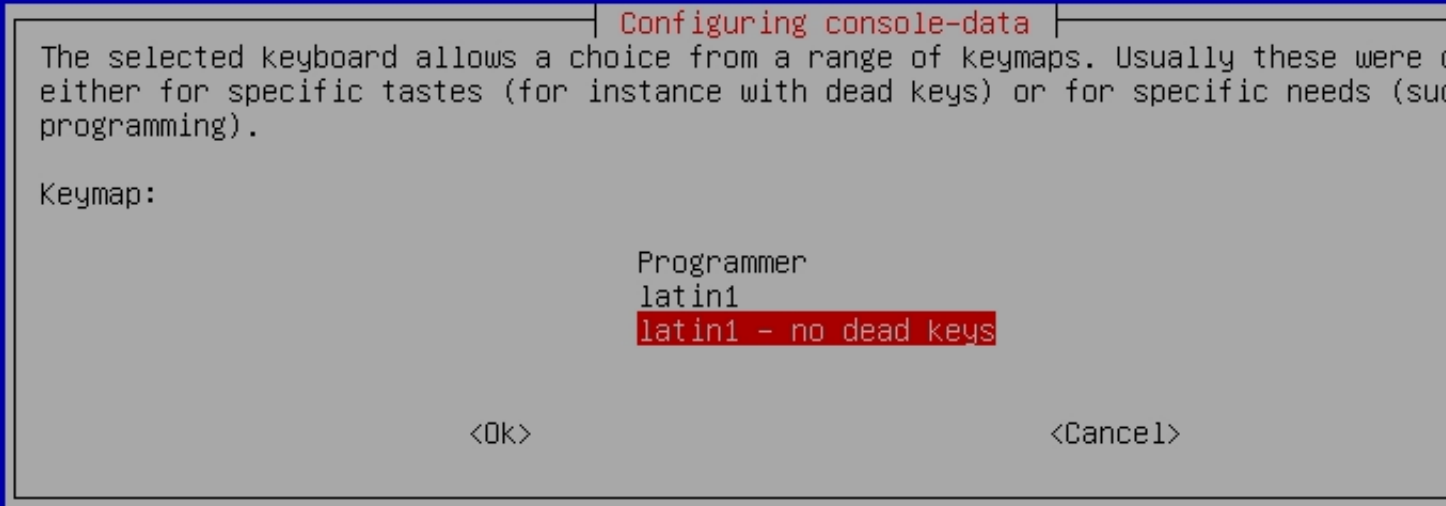 Configuring console-data
The selected keyboard allows a choice from a range of keymaps. Usually these were
either for specific tastes (for instance with dead keys) or for specific needs
programming).
Keymap:
Programmer
latin1
latin1 - no dead keys
<Ok> <Cancel>